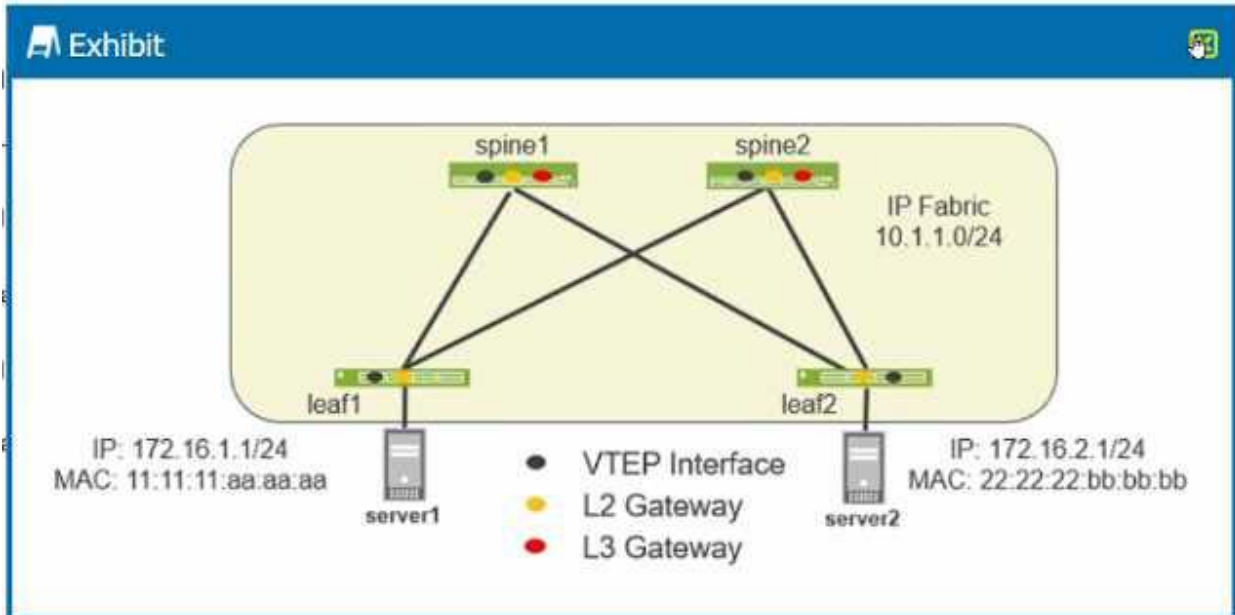 Exhibit
spine1
spine2
IP Fabric
10.1.1.0/24
leaf1
leaf2
IP: 172.16.1.1/24
MAC: 11:11:11:aa:aa:aa
server1
VTEP Interface
L2 Gateway
L3 Gateway
IP: 172.16.2.1/24
MAC: 22:22:22:bb:bb:bb
server2